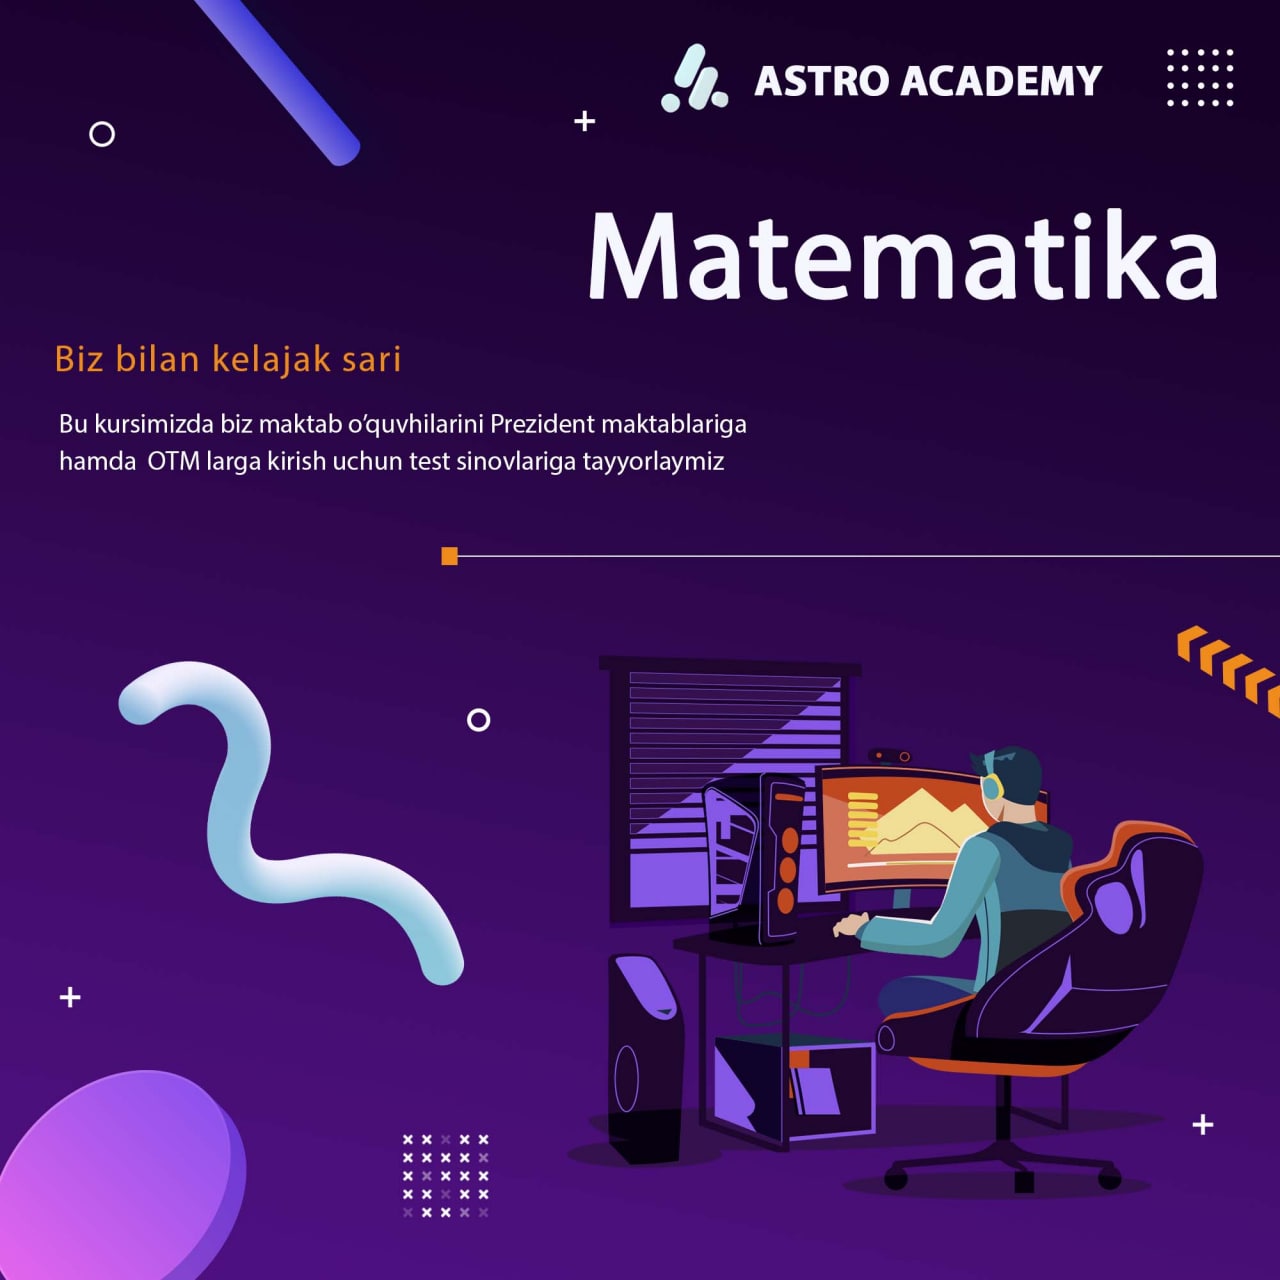 ASTRO ACADEMY
Matematika
Biz bilan kelajak sari
Bu kursimizda biz maktab o‘quvhilarini Prezident maktablariga
hamda OTM larga kirish uchun test sinovlariga tayyorlaymiz